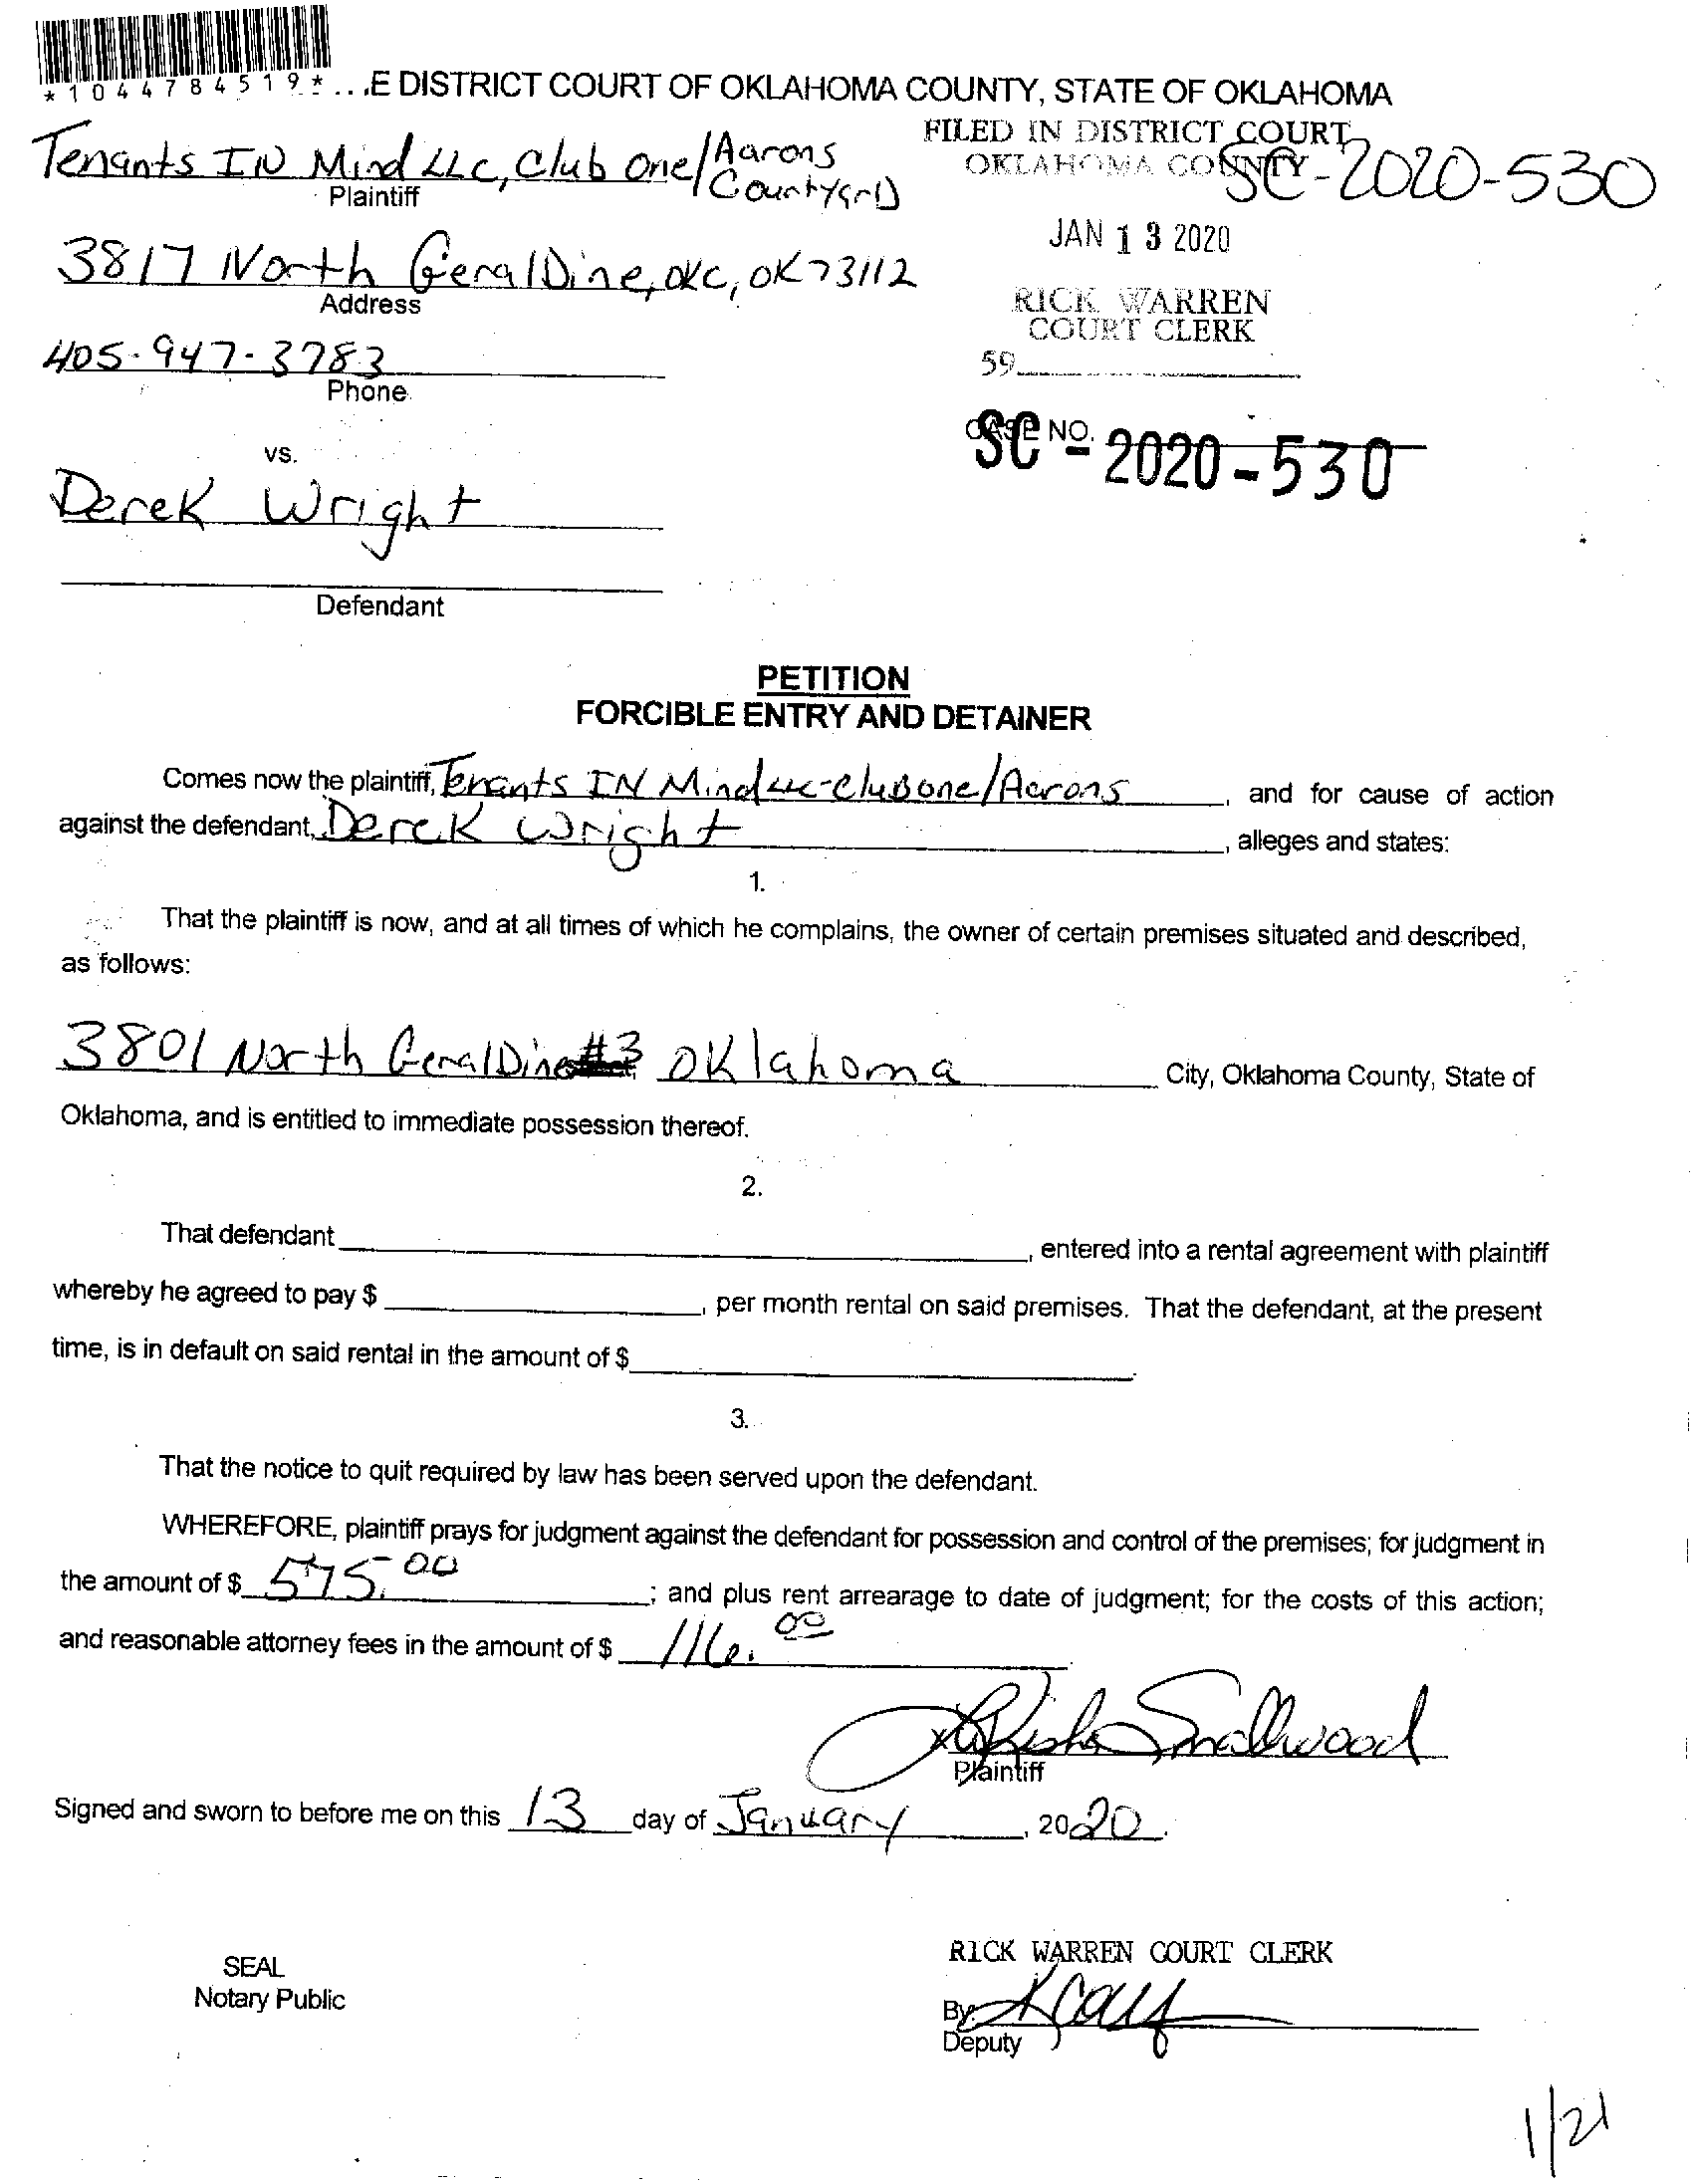 *1044784519*...E DISTRICT COURT OF OKLAHOMA COUNTY, STATE OF OKLAHOMA
FILED IN DISTRICT COURT
OKLAHOMA COUNTY
SC-2020-530
Tenants IN Mind LLC, Club One/Aarons
Plaintiff
JAN 13 2020
3817 North GeralDine, OKC, OK 73112
Address
RICK WARREN
COURT CLERK
405-947-3783
Phone
59
CASE NO.
SC-2020-530
vs.
Derek Wright
Defendant
PETITION
FORCIBLE ENTRY AND DETAINER
Comes now the plaintiff, Tenants IN Mind LLC-CluBone/Aarons, and for cause of action
against the defendant, Derek Wright, alleges and states:
1.
That the plaintiff is now, and at all times of which he complains, the owner of certain premises situated and described,
as follows:
3801 North GeralDine #3 OKlahoma City, Oklahoma County, State of
Oklahoma, and is entitled to immediate possession thereof.
2.
That defendant , entered into a rental agreement with plaintiff
whereby he agreed to pay $ , per month rental on said premises. That the defendant, at the present
time, is in default on said rental in the amount of $ .
3.
That the notice to quit required by law has been served upon the defendant.
WHEREFORE, plaintiff prays for judgment against the defendant for possession and control of the premises; for judgment in
the amount of $ 575.00 ; and plus rent arrearage to date of judgment; for the costs of this action;
and reasonable attorney fees in the amount of $ 116.00
x LaKisha Smallwood
Plaintiff
Signed and sworn to before me on this 13 day of January, 2020.
SEAL
Notary Public
RICK WARREN COURT CLERK
By:
Deputy
1/21